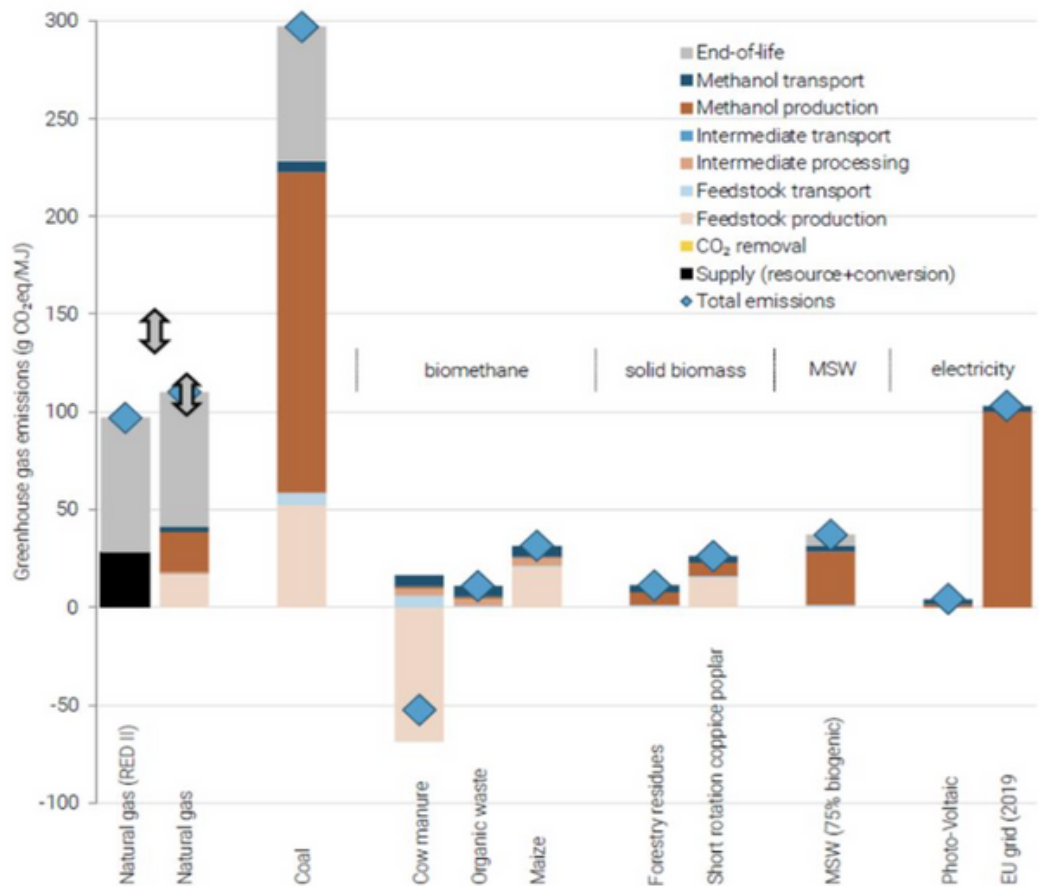 300
250
200
150
100
50
0
-50
-100
Greenhouse gas emissions (g CO₂eq/MJ)
End-of-life
Methanol transport
Methanol production
Intermediate transport
Intermediate processing
Feedstock transport
Feedstock production
CO₂ removal
Supply (resource+conversion)
Total emissions
biomethane
solid biomass
MSW
electricity
Natural gas (RED II)
Natural gas
Coal
Cow manure
Organic waste
Maize
Forestry residues
Short rotation coppice poplar
MSW (75% biogenic)
Photo-Voltaic
EU grid (2019